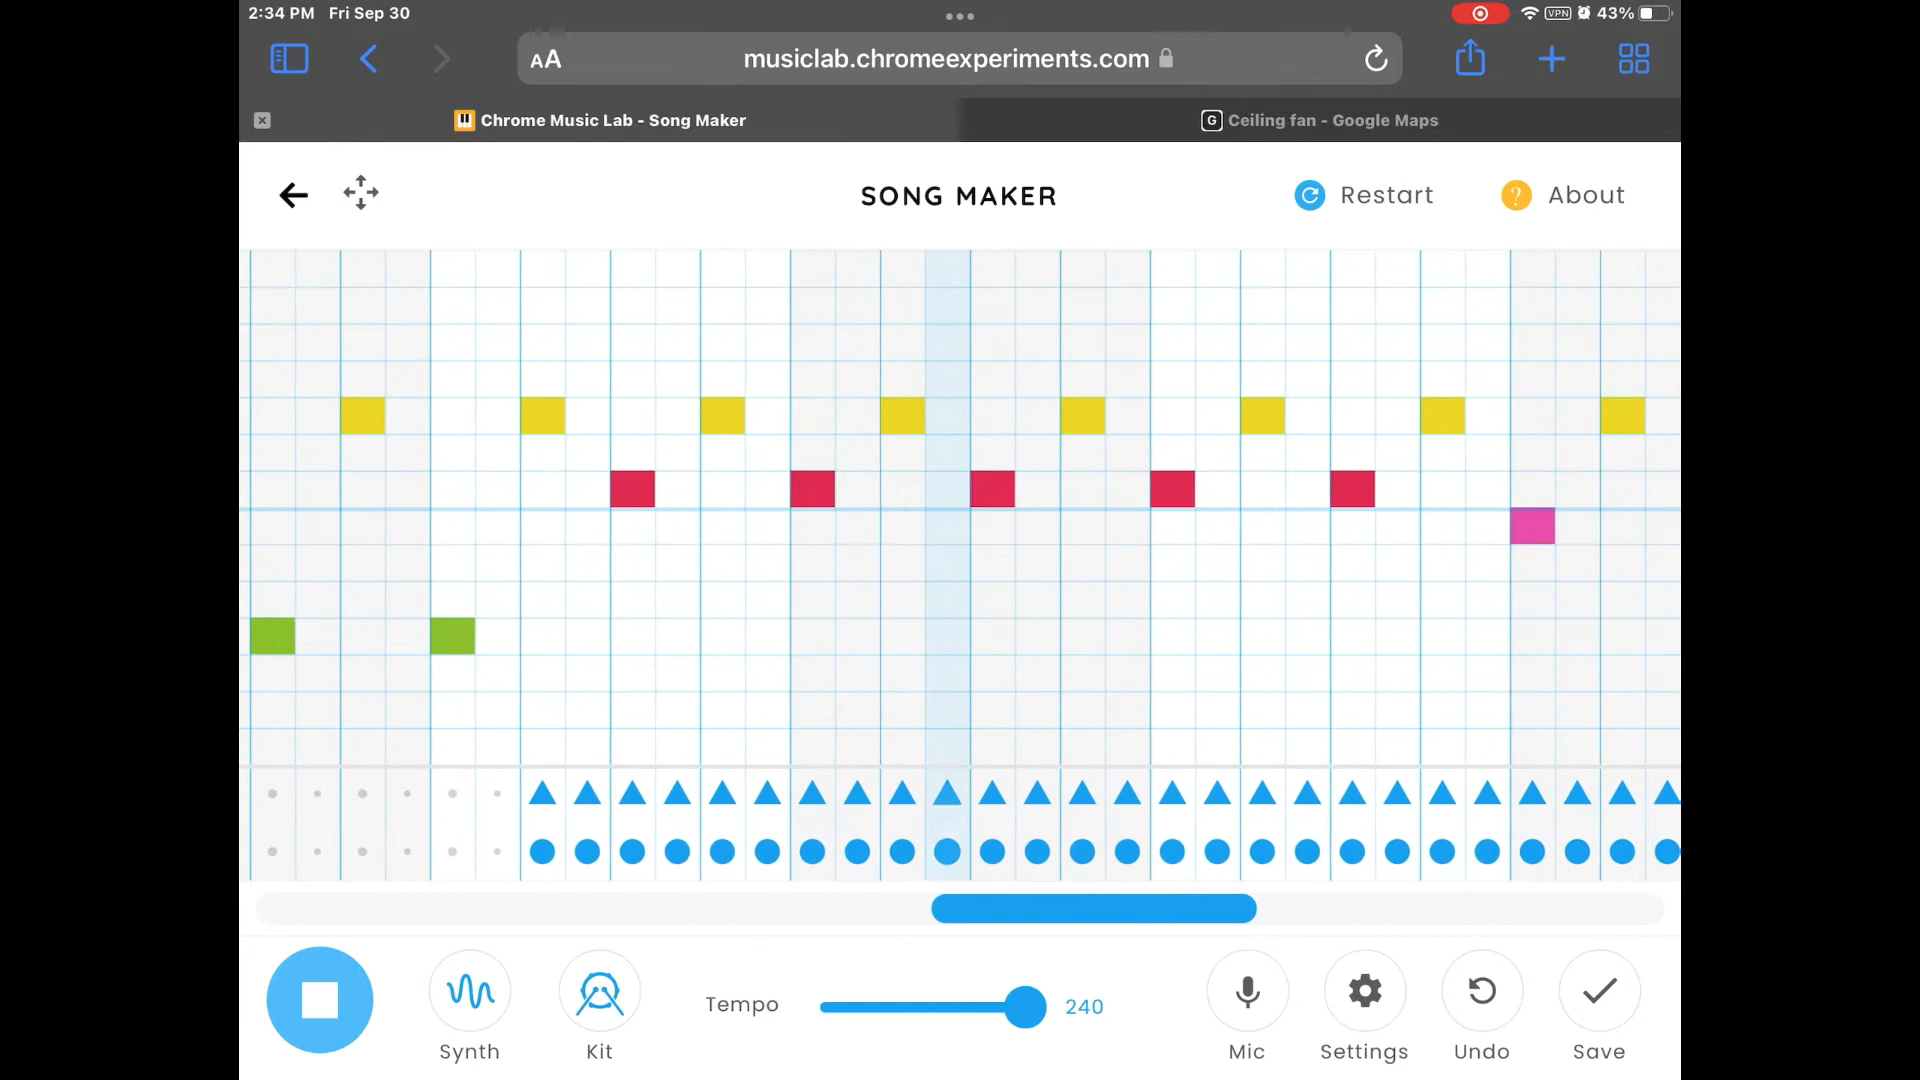 2:34 PM Fri Sep 30
VPN 43%
AA musiclab.chromeexperiments.com
Chrome Music Lab - Song Maker
G Ceiling fan - Google Maps
SONG MAKER
Restart
? About
Tempo 240
Synth Kit Mic Settings Undo Save